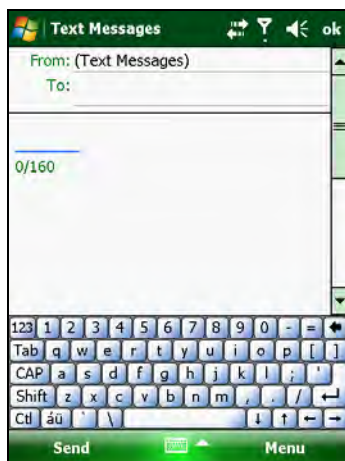 Text Messages ok
From: (Text Messages)
To:
0/160
123 1 2 3 4 5 6 7 8 9 0 - =
Tab q w e r t y u i o p [ ]
CAP a s d f g h j k l ; '
Shift z x c v b n m , . /
Ctl áü ` \
Send Menu